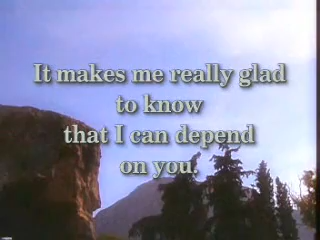 It makes me really glad
to know
that I can depend
on you.